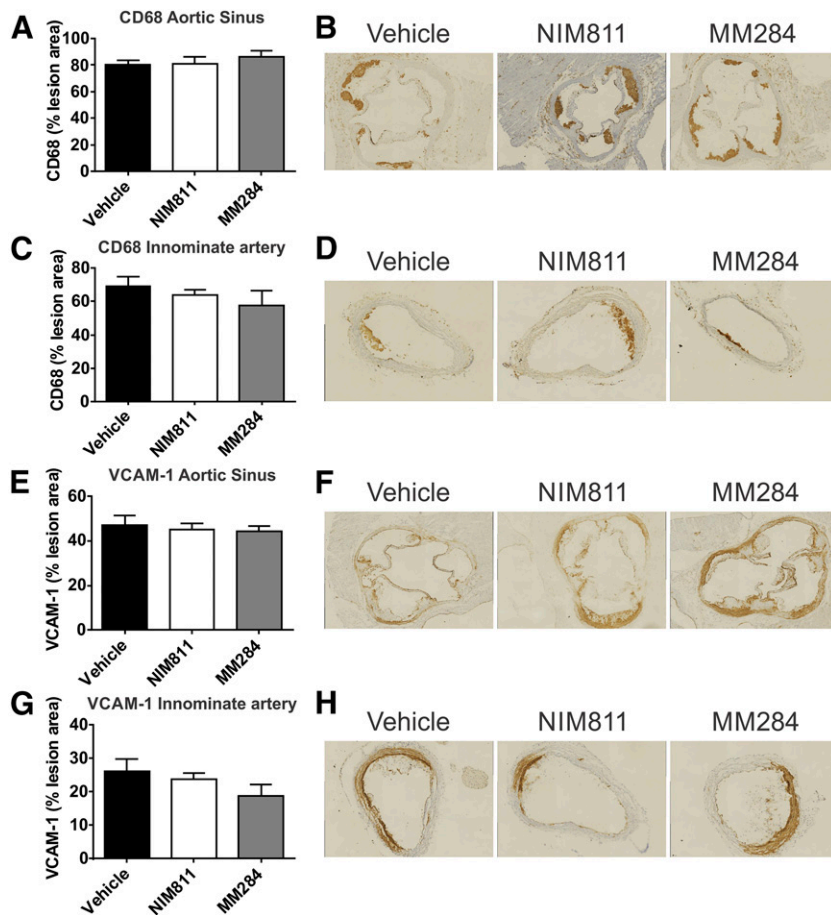 A
CD68 Aortic Sinus
CD68 (% lesion area)
100
80
60
40
20
0
Vehicle
NIM811
MM284
B
Vehicle NIM811 MM284
C
CD68 Innominate artery
CD68 (% lesion area)
80
60
40
20
0
Vehicle
NIM811
MM284
D
Vehicle NIM811 MM284
E
VCAM-1 Aortic Sinus
VCAM-1 (% lesion area)
60
40
20
0
Vehicle
NIM811
MM284
F
Vehicle NIM811 MM284
G
VCAM-1 Innominate artery
VCAM-1 (% lesion area)
40
30
20
10
0
Vehicle
NIM811
MM284
H
Vehicle NIM811 MM284